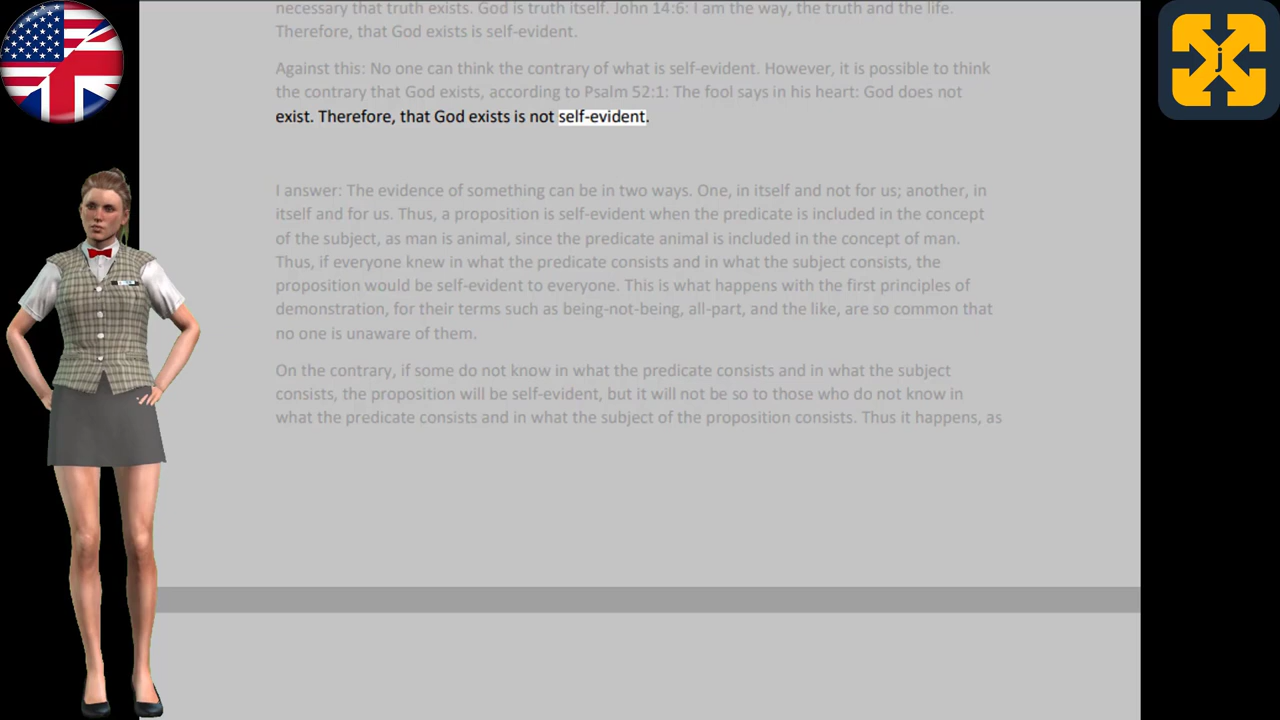 necessary that truth exists. God is truth itself. John 14:6: I am the way, the truth and the life.
Therefore, that God exists is self-evident.
Against this: No one can think the contrary of what is self-evident. However, it is possible to think
the contrary that God exists, according to Psalm 52:1: The fool says in his heart: God does not
exist. Therefore, that God exists is not self-evident.
I answer: The evidence of something can be in two ways. One, in itself and not for us; another, in
itself and for us. Thus, a proposition is self-evident when the predicate is included in the concept
of the subject, as man is animal, since the predicate animal is included in the concept of man.
Thus, if everyone knew in what the predicate consists and in what the subject consists, the
proposition would be self-evident to everyone. This is what happens with the first principles of
demonstration, for their terms such as being-not-being, all-part, and the like, are so common that
no one is unaware of them.
On the contrary, if some do not know in what the predicate consists and in what the subject
consists, the proposition will be self-evident, but it will not be so to those who do not know in
what the predicate consists and in what the subject of the proposition consists. Thus it happens, as
j